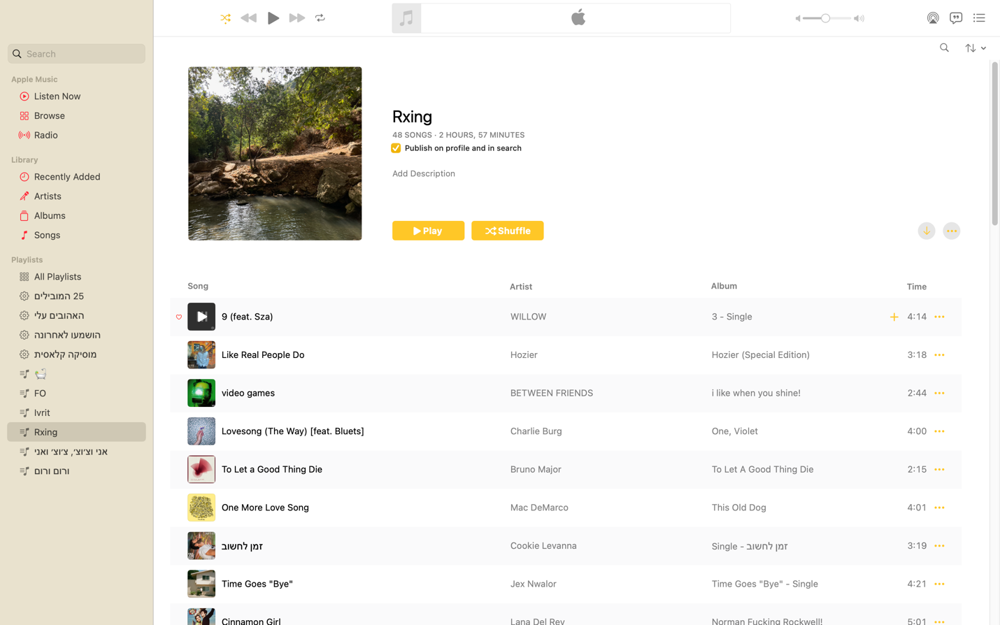 Search
Apple Music
Listen Now
Browse
Radio
Library
Recently Added
Artists
Albums
Songs
Playlists
All Playlists
25 המובילים
האהובים עלי
הושמעו לאחרונה
מוסיקה קלאסית
🛀
FO
Ivrit
Rxing
אני וצ׳וצ׳, צ׳וצ׳ ואני
ורום ורום
Rxing
48 SONGS · 2 HOURS, 57 MINUTES
Publish on profile and in search
Add Description
Play Shuffle
Song Artist Album Time
9 (feat. Sza) WILLOW 3 - Single 4:14
Like Real People Do Hozier Hozier (Special Edition) 3:18
video games BETWEEN FRIENDS i like when you shine! 2:44
Lovesong (The Way) [feat. Bluets] Charlie Burg One, Violet 4:00
To Let a Good Thing Die Bruno Major To Let A Good Thing Die 2:15
One More Love Song Mac DeMarco This Old Dog 4:01
זמן לחשוב Cookie Levanna Single - זמן לחשוב 3:19
Time Goes "Bye" Jex Nwalor Time Goes "Bye" - Single 4:21
Cinnamon Girl Lana Del Rey Norman Fucking Rockwell! 5:01